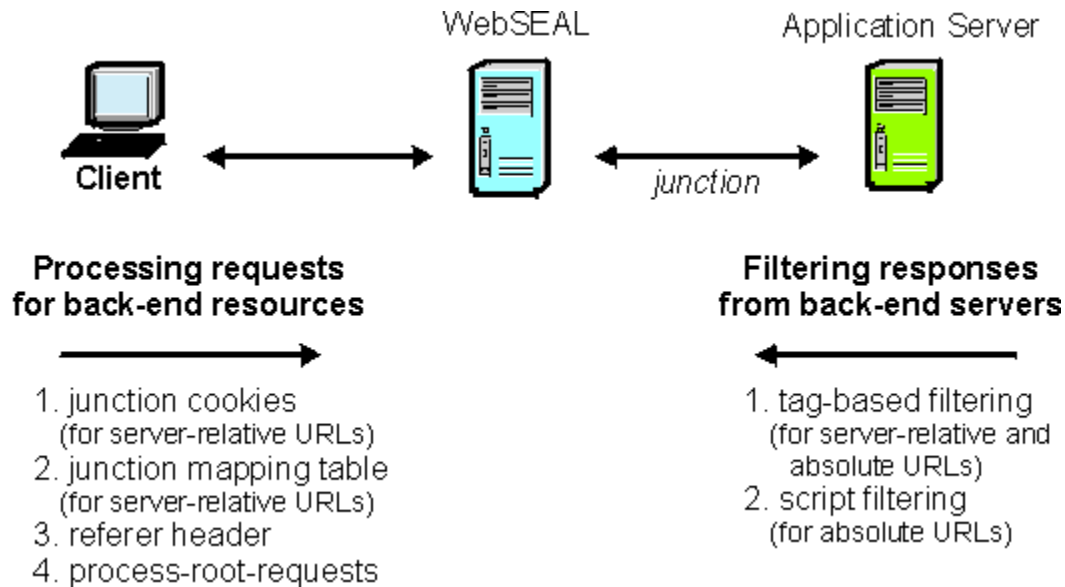 WebSEAL
Application Server
Client
junction
Processing requests
for back-end resources
1. junction cookies
(for server-relative URLs)
2. junction mapping table
(for server-relative URLs)
3. referer header
4. process-root-requests
Filtering responses
from back-end servers
1. tag-based filtering
(for server-relative and
absolute URLs)
2. script filtering
(for absolute URLs)